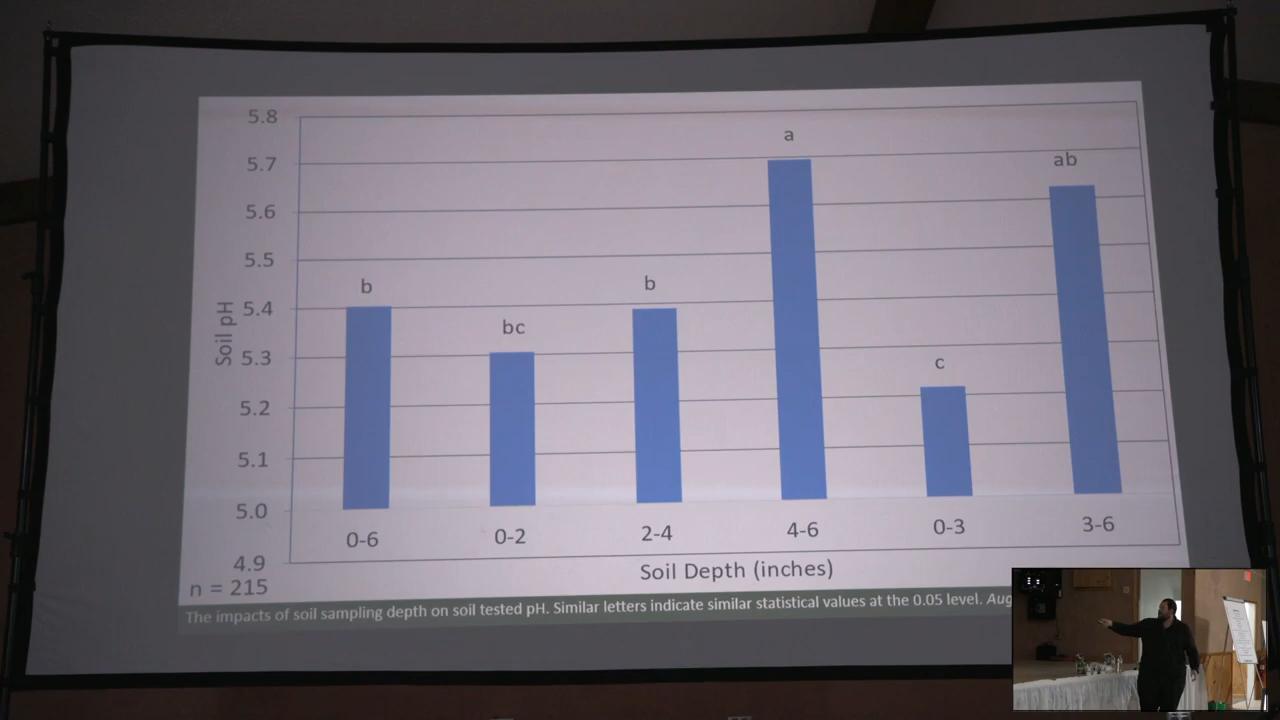 5.8
5.7
5.6
5.5
5.4
5.3
5.2
5.1
5.0
4.9
Soil pH
b
bc
b
a
c
ab
0-6
0-2
2-4
4-6
0-3
3-6
Soil Depth (inches)
n = 215
The impacts of soil sampling depth on soil tested pH. Similar letters indicate similar statistical values at the 0.05 level.